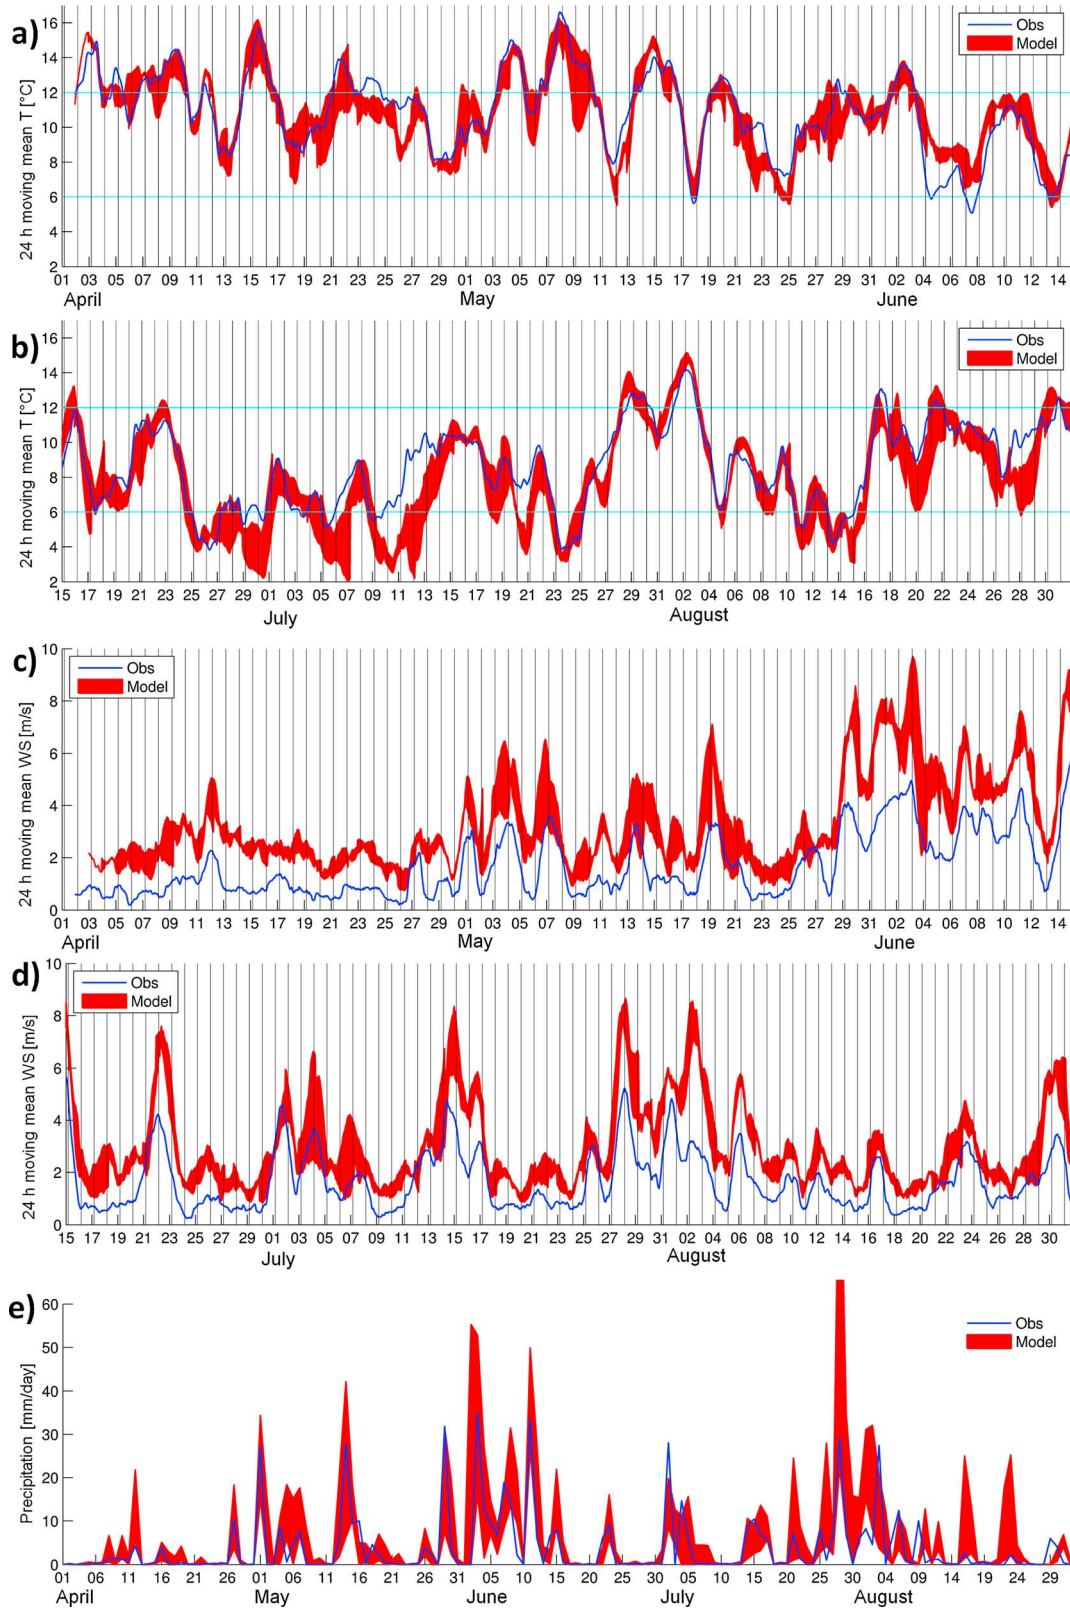 a)
24 h moving mean T [°C]
16
14
12
10
8
6
4
2
Obs
Model
01 03 05 07 09 11 13 15 17 19 21 23 25 27 29 01 03 05 07 09 11 13 15 17 19 21 23 25 27 29 31 02 04 06 08 10 12 14
April May June
b)
24 h moving mean T [°C]
16
14
12
10
8
6
4
2
Obs
Model
15 17 19 21 23 25 27 29 01 03 05 07 09 11 13 15 17 19 21 23 25 27 29 31 02 04 06 08 10 12 14 16 18 20 22 24 26 28 30
July August
c)
24 h moving mean WS [m/s]
10
8
6
4
2
0
Obs
Model
01 03 05 07 09 11 13 15 17 19 21 23 25 27 29 01 03 05 07 09 11 13 15 17 19 21 23 25 27 29 31 02 04 06 08 10 12 14
April May June
d)
24 h moving mean WS [m/s]
10
8
6
4
2
0
Obs
Model
15 17 19 21 23 25 27 29 01 03 05 07 09 11 13 15 17 19 21 23 25 27 29 31 02 04 06 08 10 12 14 16 18 20 22 24 26 28 30
July August
e)
Precipitation [mm/day]
60
50
40
30
20
10
0
Obs
Model
01 06 11 16 21 26 01 06 11 16 21 26 31 05 10 15 20 25 30 05 10 15 20 25 30 04 09 14 19 24 29
April May June July August